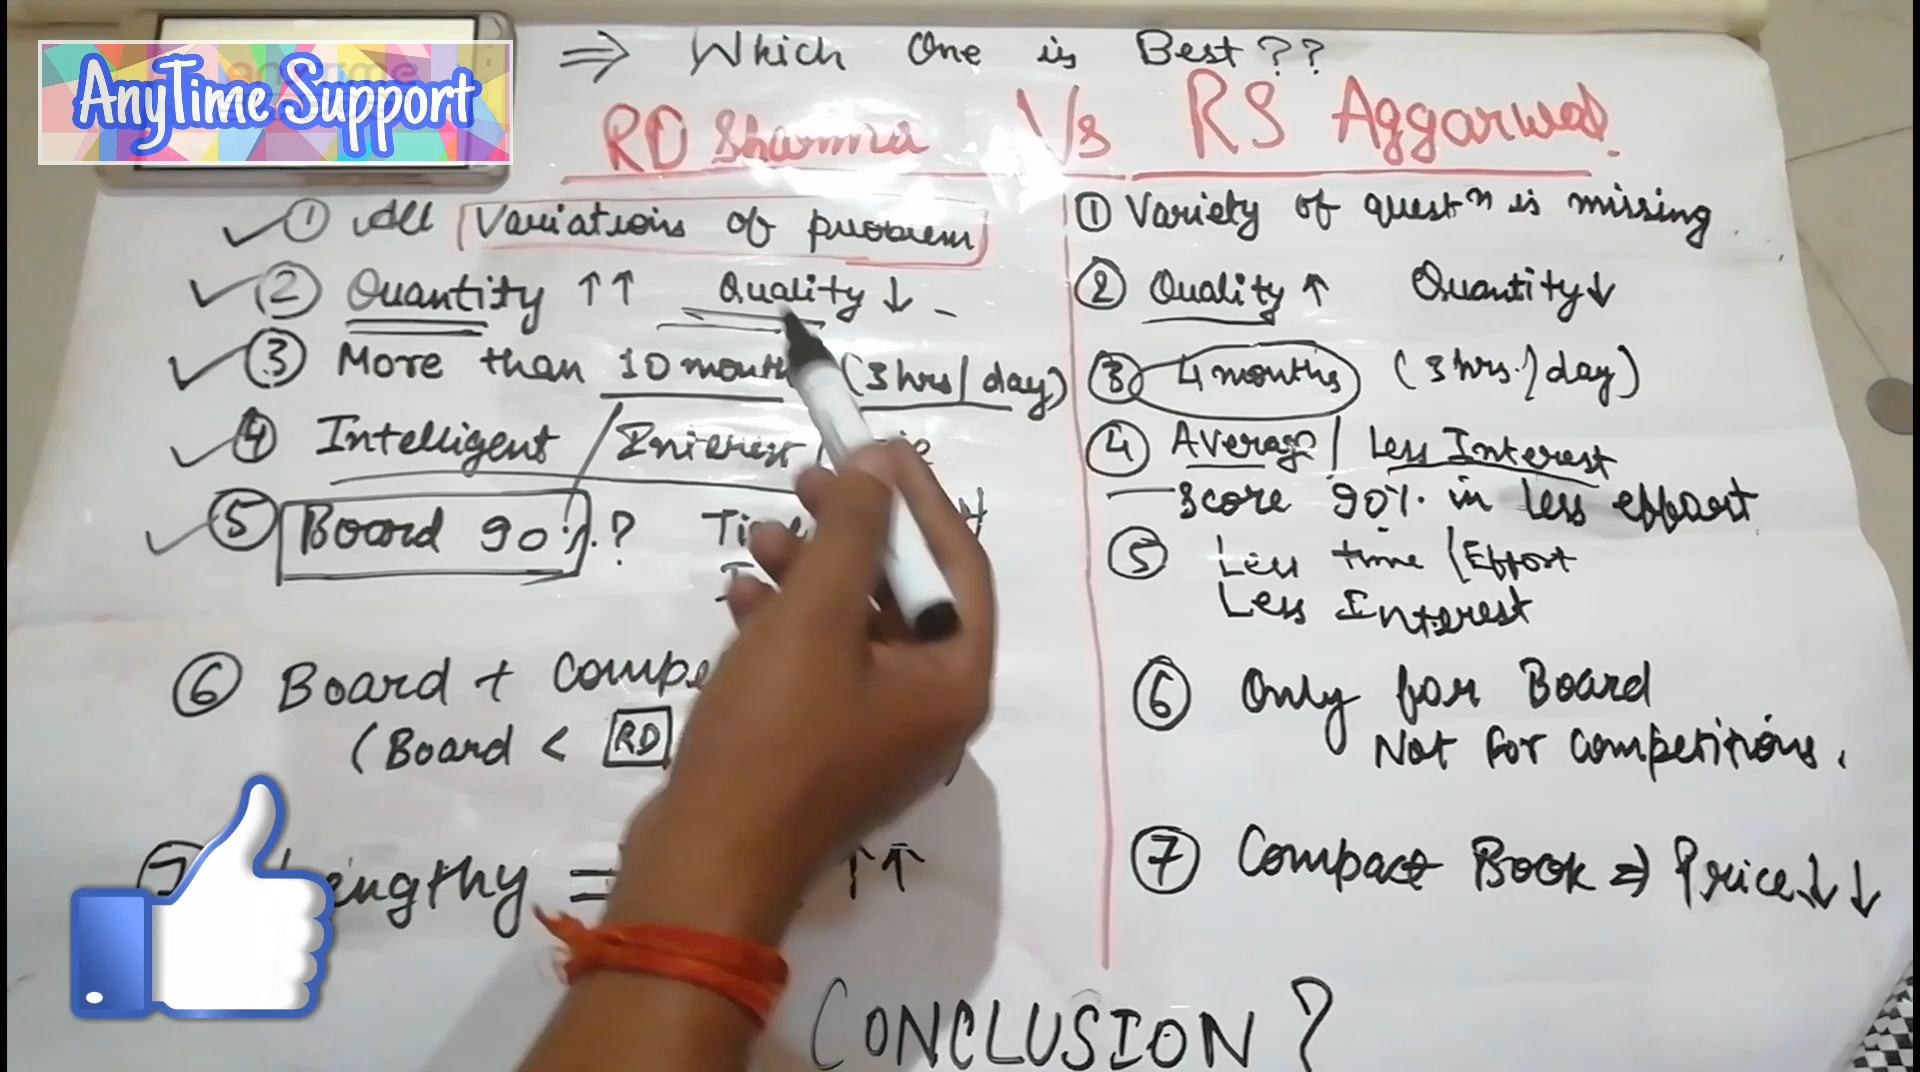 AnyTime Support
⇒ Which One is Best??
RD Sharma Vs RS Aggarwal
① All Variations of problem
② Quantity ↑↑ Quality ↓
③ More than 10 month (3 hrs/day)
④ Intelligent / Interest
⑤ Board 90%.?
⑥ Board +
(Board < RD
engthy = ↑↑
① Variety of questⁿ is missing
② Quality ↑ Quantity ↓
③ 4 months (3 hrs./day)
④ Average / Less Interest
Score 90%. in less effort
⑤ Less time / Effort
Less Interest
⑥ Only for Board
Not for Competitions.
⑦ Compact Book ⇒ Price ↓↓
CONCLUSION ?